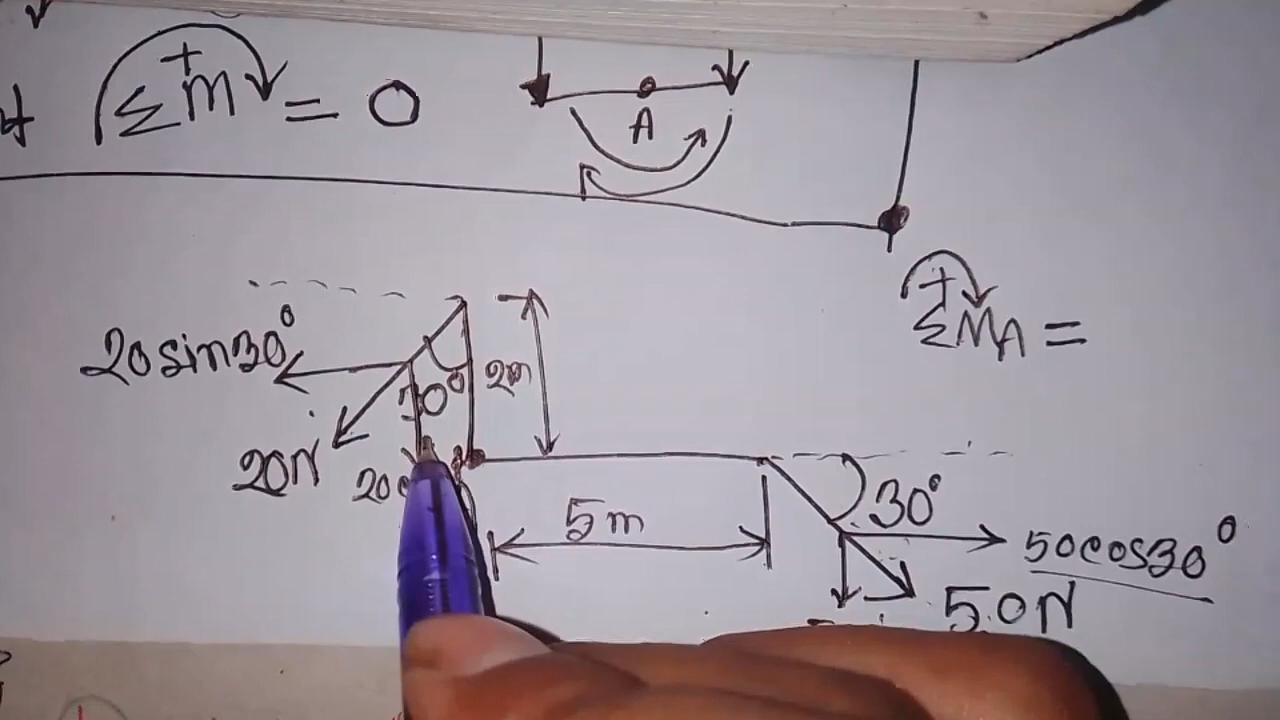 +
ΣM = 0
A
+
ΣMA =
20sin30°
30°
2m
20N
5m
30°
50cos30°
50N